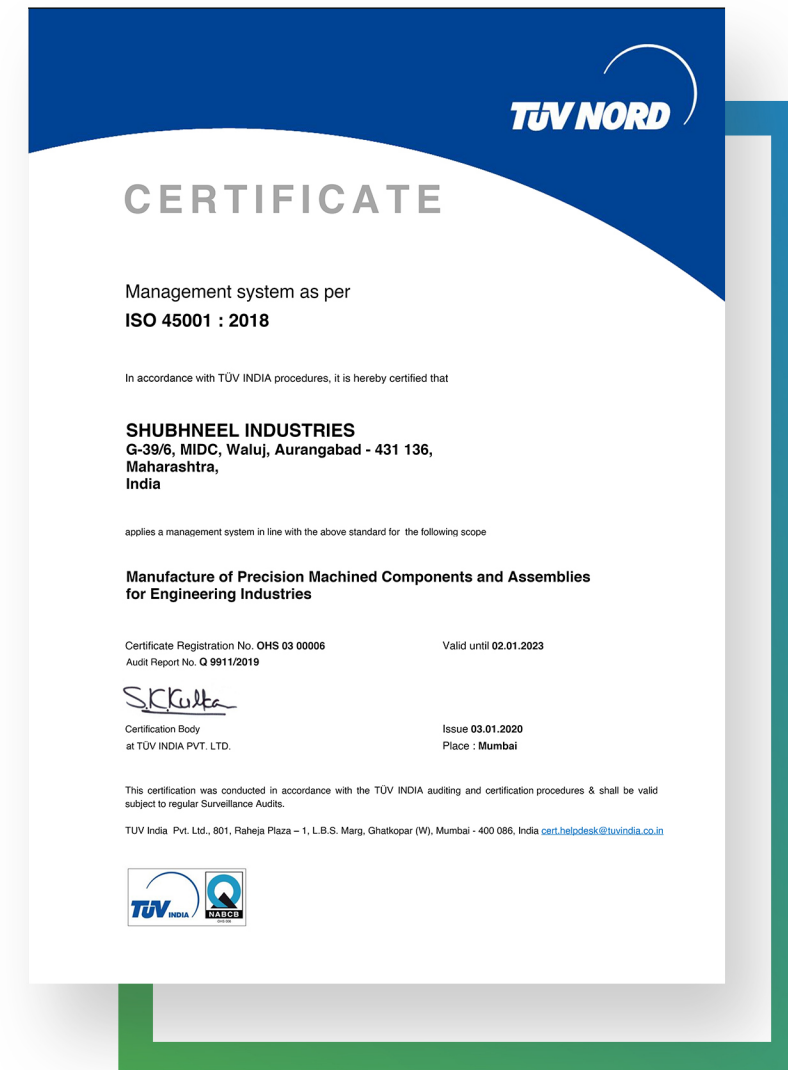 TÜV NORD
CERTIFICATE
Management system as per
ISO 45001 : 2018
In accordance with TÜV INDIA procedures, it is hereby certified that
SHUBHNEEL INDUSTRIES
G-39/6, MIDC, Waluj, Aurangabad - 431 136,
Maharashtra,
India
applies a management system in line with the above standard for the following scope
Manufacture of Precision Machined Components and Assemblies
for Engineering Industries
Certificate Registration No. OHS 03 00006
Valid until 02.01.2023
Audit Report No. Q 9911/2019
S.K.Kulka
Certification Body
Issue 03.01.2020
at TÜV INDIA PVT. LTD.
Place : Mumbai
This certification was conducted in accordance with the TÜV INDIA auditing and certification procedures & shall be valid
subject to regular Surveillance Audits.
TUV India Pvt. Ltd., 801, Raheja Plaza – 1, L.B.S. Marg, Ghatkopar (W), Mumbai - 400 086, India cert.helpdesk@tuvindia.co.in
TÜV INDIA
NABCB